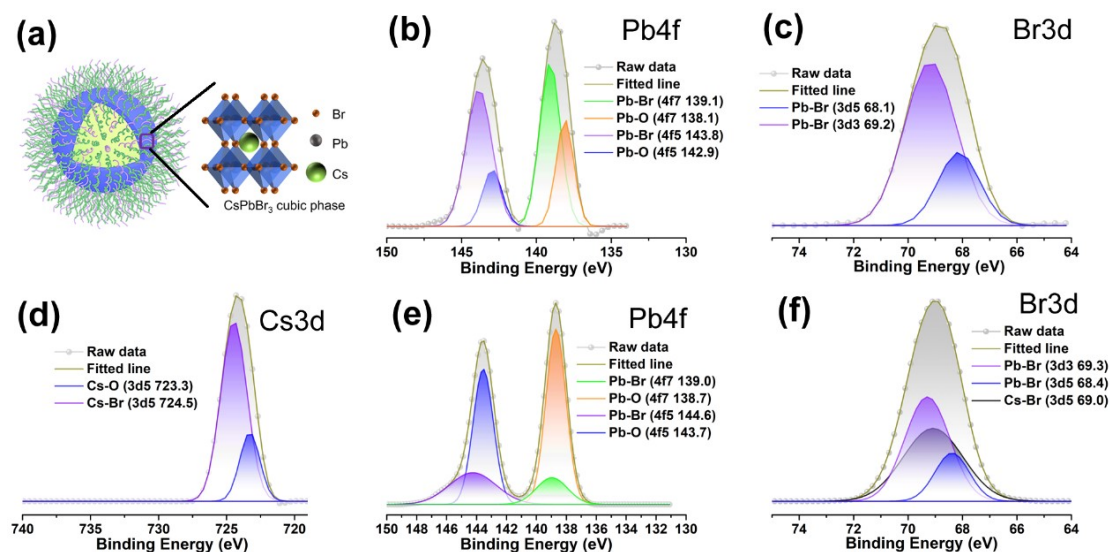 (a)
Br
Pb
Cs
CsPbBr3 cubic phase
(b)
Pb4f
Raw data
Fitted line
Pb-Br (4f7 139.1)
Pb-O (4f7 138.1)
Pb-Br (4f5 143.8)
Pb-O (4f5 142.9)
150 145 140 135 130
Binding Energy (eV)
(c)
Br3d
Raw data
Fitted line
Pb-Br (3d5 68.1)
Pb-Br (3d3 69.2)
75 72 70 68 66 64
Binding Energy (eV)
(d)
Cs3d
Raw data
Fitted line
Cs-O (3d5 723.3)
Cs-Br (3d5 724.5)
740 735 730 725 720
Binding Energy (eV)
(e)
Pb4f
Raw data
Fitted line
Pb-Br (4f7 139.0)
Pb-O (4f7 138.7)
Pb-Br (4f5 144.6)
Pb-O (4f5 143.7)
150 146 144 142 140 138 136 134 132 130
Binding Energy (eV)
(f)
Br3d
Raw data
Fitted line
Pb-Br (3d3 69.3)
Pb-Br (3d5 68.4)
Cs-Br (3d5 69.0)
75 72 70 68 66 64
Binding Energy (eV)